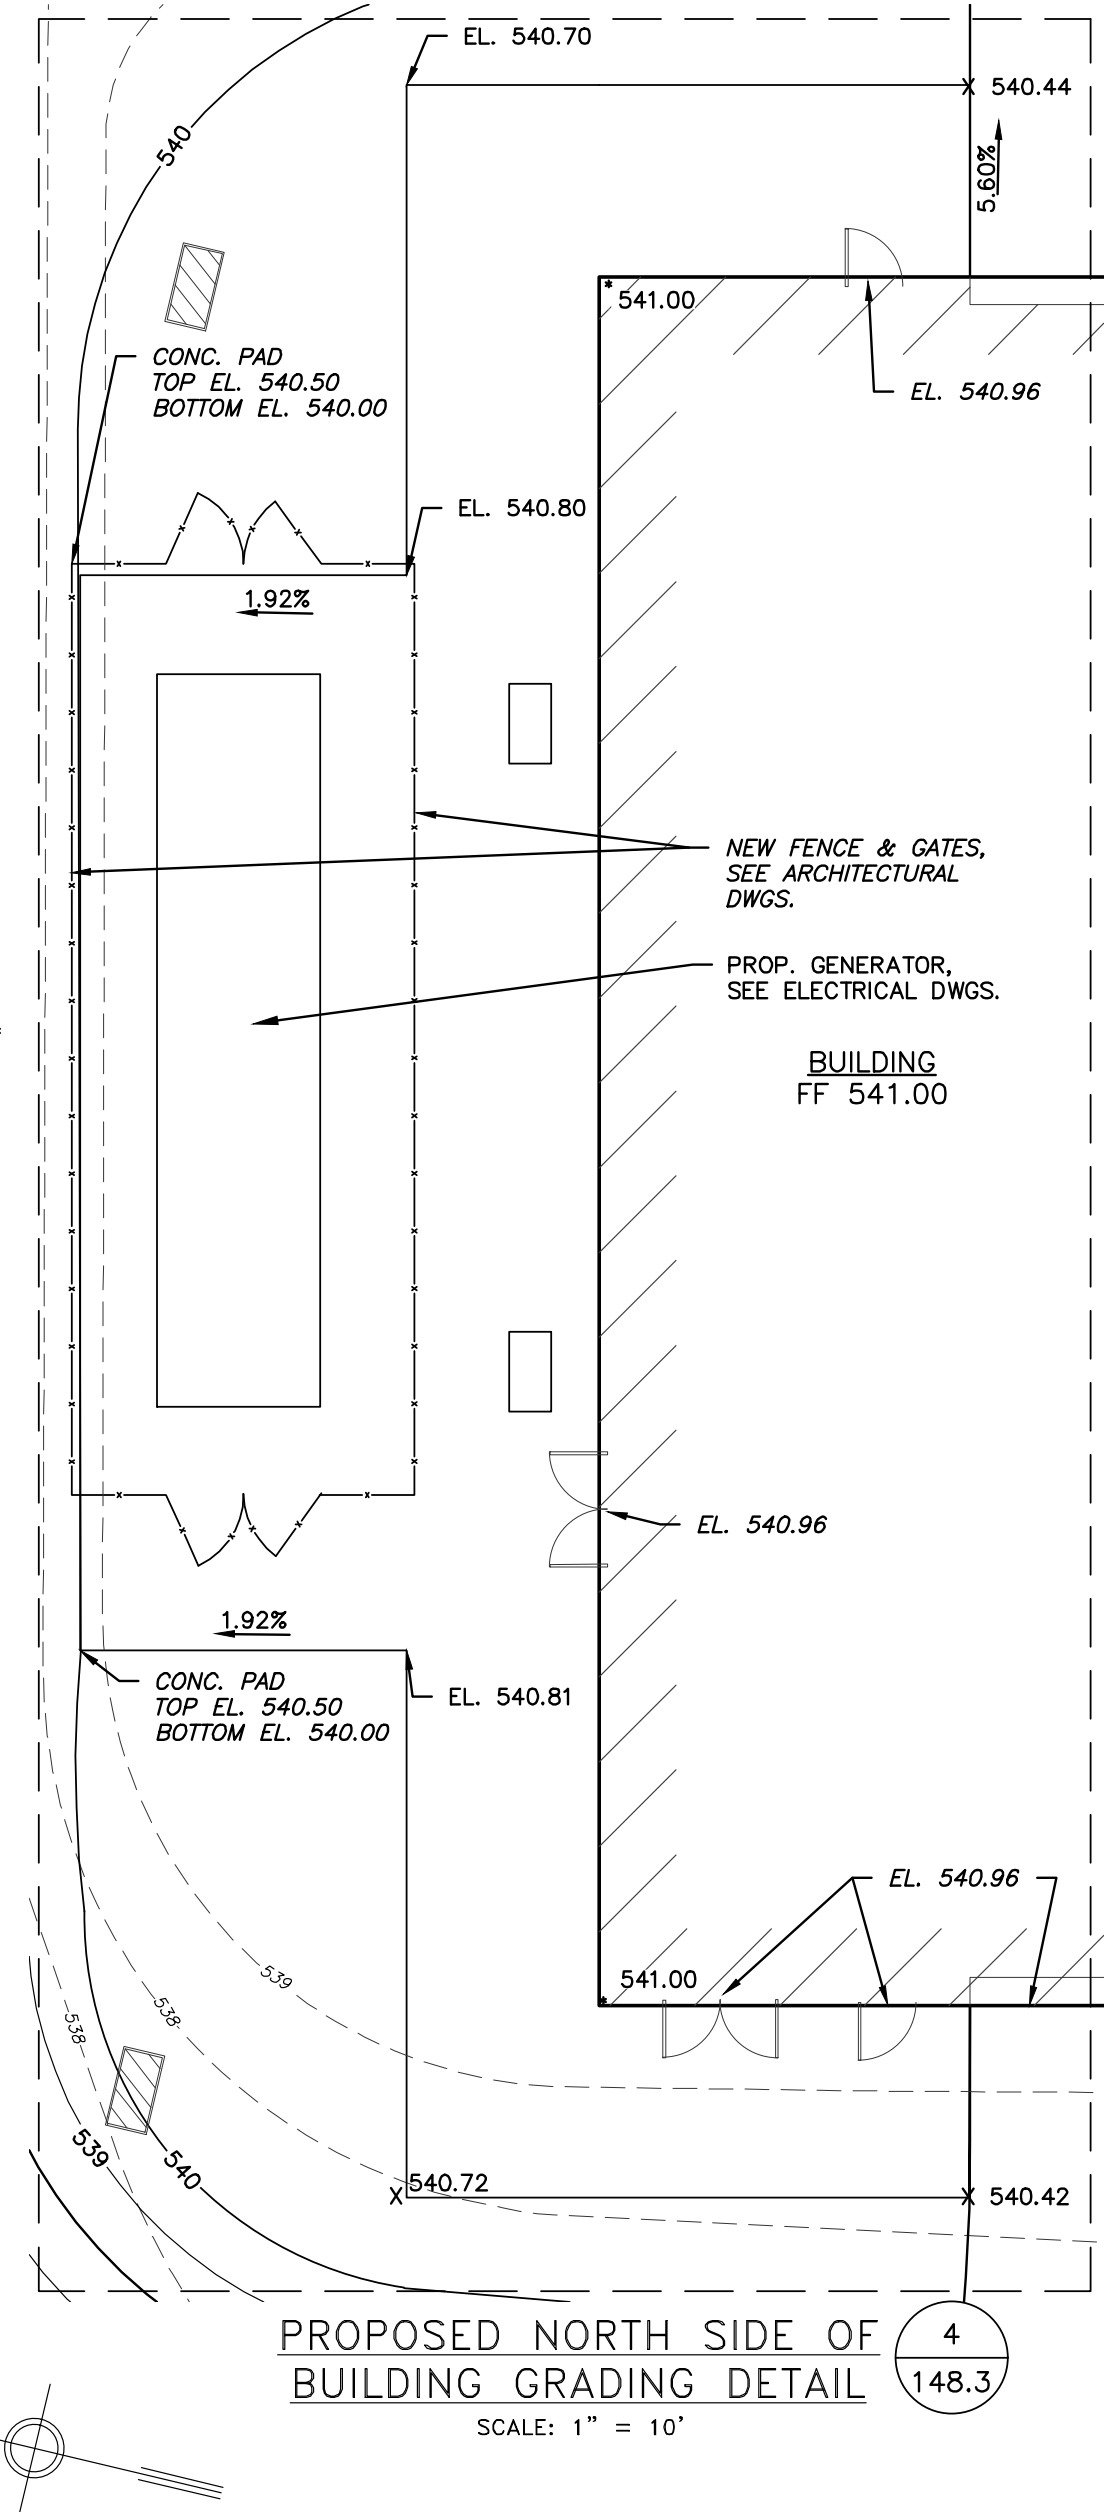 EL. 540.70
540.44
540
5.60%
541.00
CONC. PAD
TOP EL. 540.50
BOTTOM EL. 540.00
EL. 540.96
EL. 540.80
1.92%
NEW FENCE & GATES,
SEE ARCHITECTURAL
DWGS.
PROP. GENERATOR,
SEE ELECTRICAL DWGS.
BUILDING
FF 541.00
EL. 540.96
1.92%
CONC. PAD
TOP EL. 540.50
BOTTOM EL. 540.00
EL. 540.81
EL. 540.96
539
541.00
538
538
539
540
540.72
540.42
PROPOSED NORTH SIDE OF
BUILDING GRADING DETAIL
SCALE: 1" = 10'
4
148.3